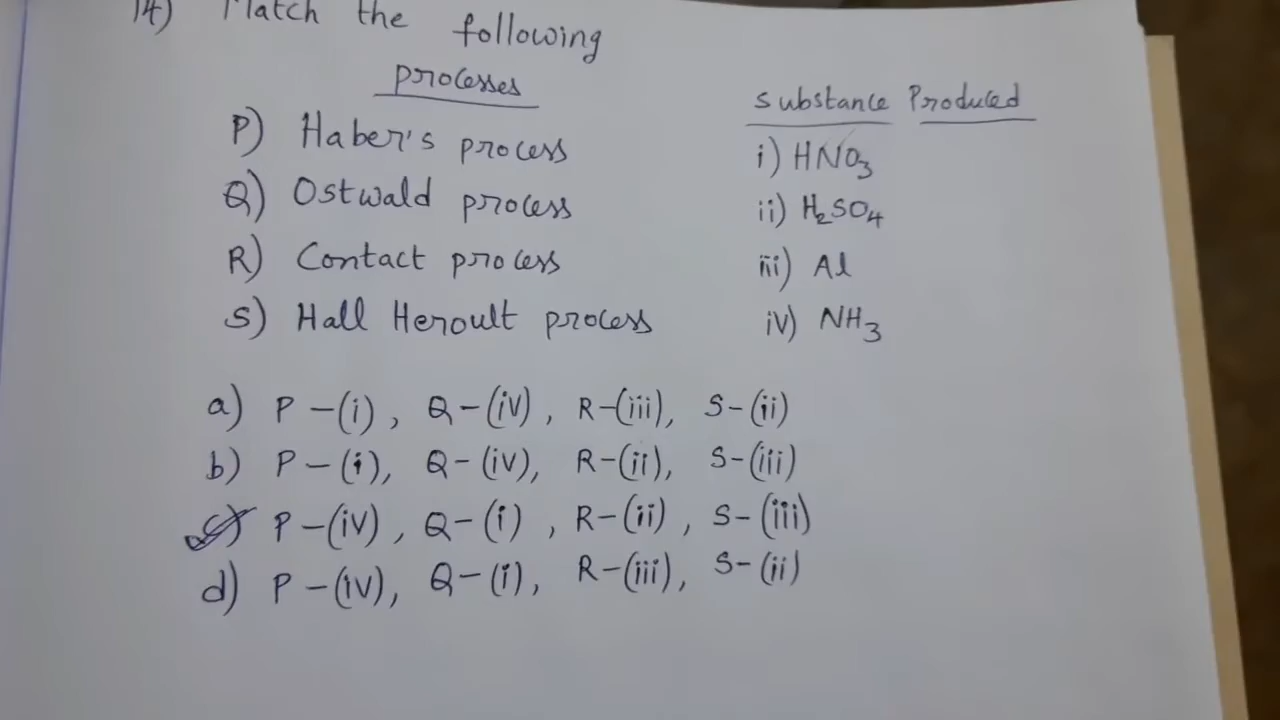 14) Match the following
processes
Substance Produced
P) Haber's process i) HNO3
Q) Ostwald process ii) H2SO4
R) Contact process iii) Al
S) Hall Heroult process iv) NH3
a) P-(i), Q-(iv), R-(iii), S-(ii)
b) P-(i), Q-(iv), R-(ii), S-(iii)
c) P-(iv), Q-(i), R-(ii), S-(iii)
d) P-(iv), Q-(i), R-(iii), S-(ii)